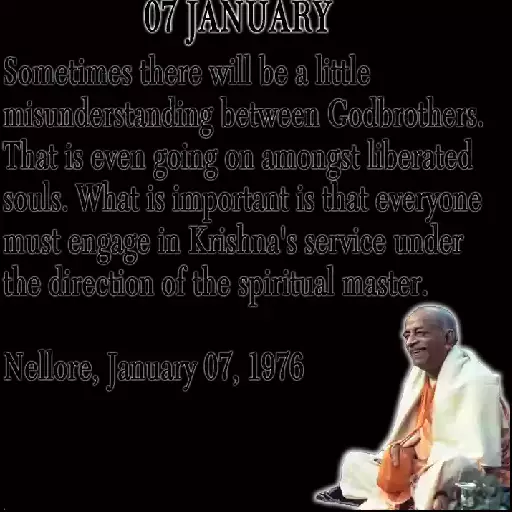 07 JANUARY
Sometimes there will be a little
misunderstanding between Godbrothers.
That is even going on amongst liberated
souls. What is important is that everyone
must engage in Krishna's service under
the direction of the spiritual master.
Nellore, January 07, 1976